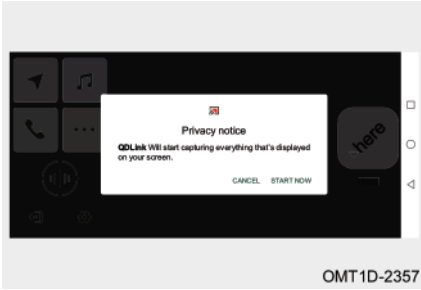 Privacy notice
QDLink Will start capturing everything that's displayed
on your screen.
CANCEL START NOW
here
OMT1D-2357